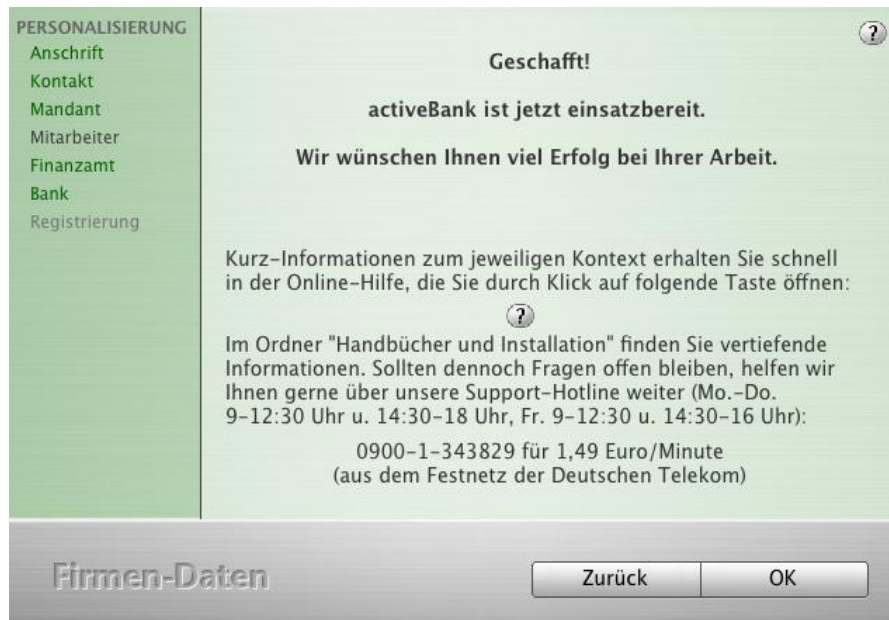 PERSONALISIERUNG
Anschrift
Kontakt
Mandant
Mitarbeiter
Finanzamt
Bank
Registrierung
?
Geschafft!
activeBank ist jetzt einsatzbereit.
Wir wünschen Ihnen viel Erfolg bei Ihrer Arbeit.
Kurz-Informationen zum jeweiligen Kontext erhalten Sie schnell
in der Online-Hilfe, die Sie durch Klick auf folgende Taste öffnen:
?
Im Ordner "Handbücher und Installation" finden Sie vertiefende
Informationen. Sollten dennoch Fragen offen bleiben, helfen wir
Ihnen gerne über unsere Support-Hotline weiter (Mo.-Do.
9-12:30 Uhr u. 14:30-18 Uhr, Fr. 9-12:30 u. 14:30-16 Uhr):
0900-1-343829 für 1,49 Euro/Minute
(aus dem Festnetz der Deutschen Telekom)
Firmen-Daten
Zurück
OK